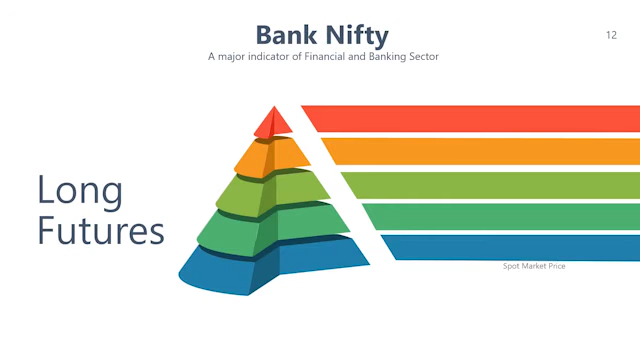 Bank Nifty
A major indicator of Financial and Banking Sector
12
Long
Futures
Spot Market Price